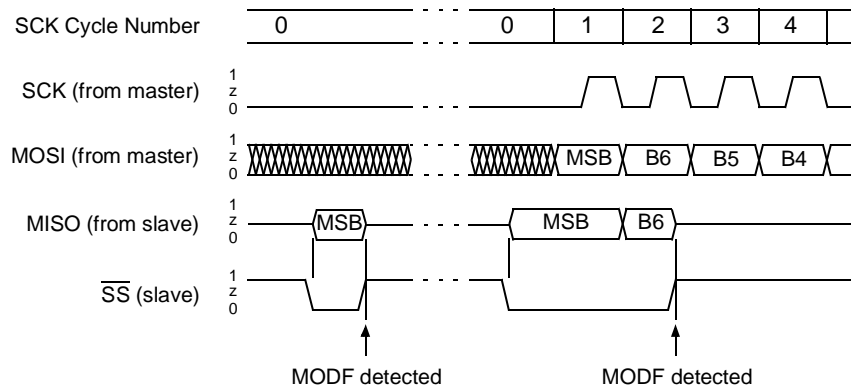 SCK Cycle Number 0 0 1 2 3 4
SCK (from master) 1 z 0
MOSI (from master) 1 z 0 MSB B6 B5 B4
MISO (from slave) 1 z 0 MSB MSB B6
SS (slave) 1 z 0
MODF detected MODF detected